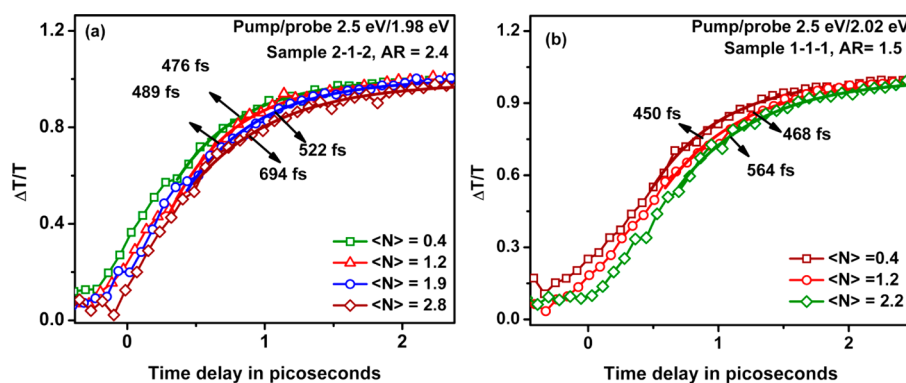 (a)
Pump/probe 2.5 eV/1.98 eV
Sample 2-1-2, AR= 2.4
476 fs
489 fs
522 fs
694 fs
<N> = 0.4
<N> = 1.2
<N> = 1.9
<N> = 2.8
1.2
0.8
0.4
0.0
ΔT/T
0
1
2
Time delay in picoseconds
(b)
Pump/probe 2.5 eV/2.02 eV
Sample 1-1-1, AR= 1.5
450 fs
468 fs
564 fs
<N> =0.4
<N> = 1.2
<N> = 2.2
1.2
0.9
0.6
0.3
0.0
ΔT/T
0
1
2
Time delay in picoseconds